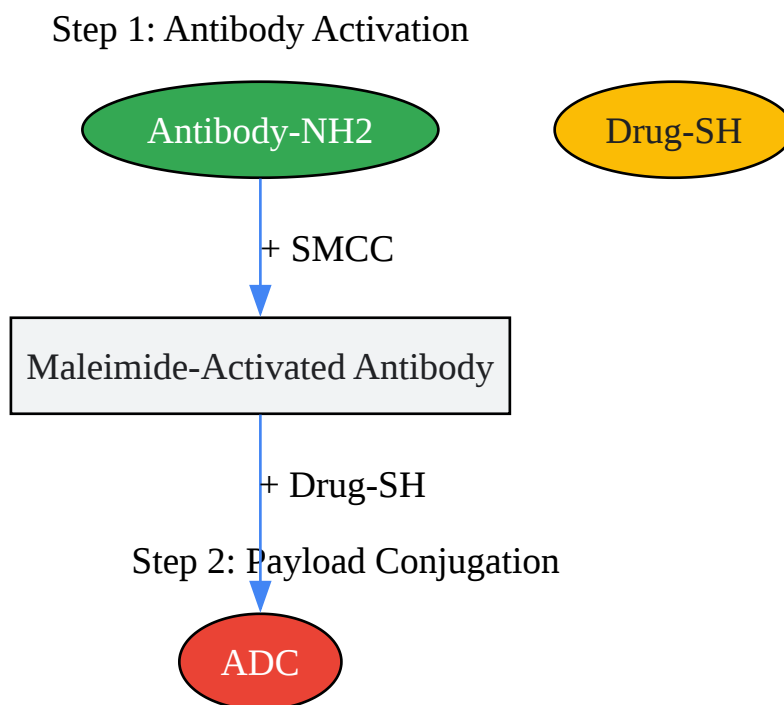 Step 1: Antibody Activation
Antibody-NH2
Drug-SH
+ SMCC
Maleimide-Activated Antibody
+ Drug-SH
Step 2: Payload Conjugation
ADC